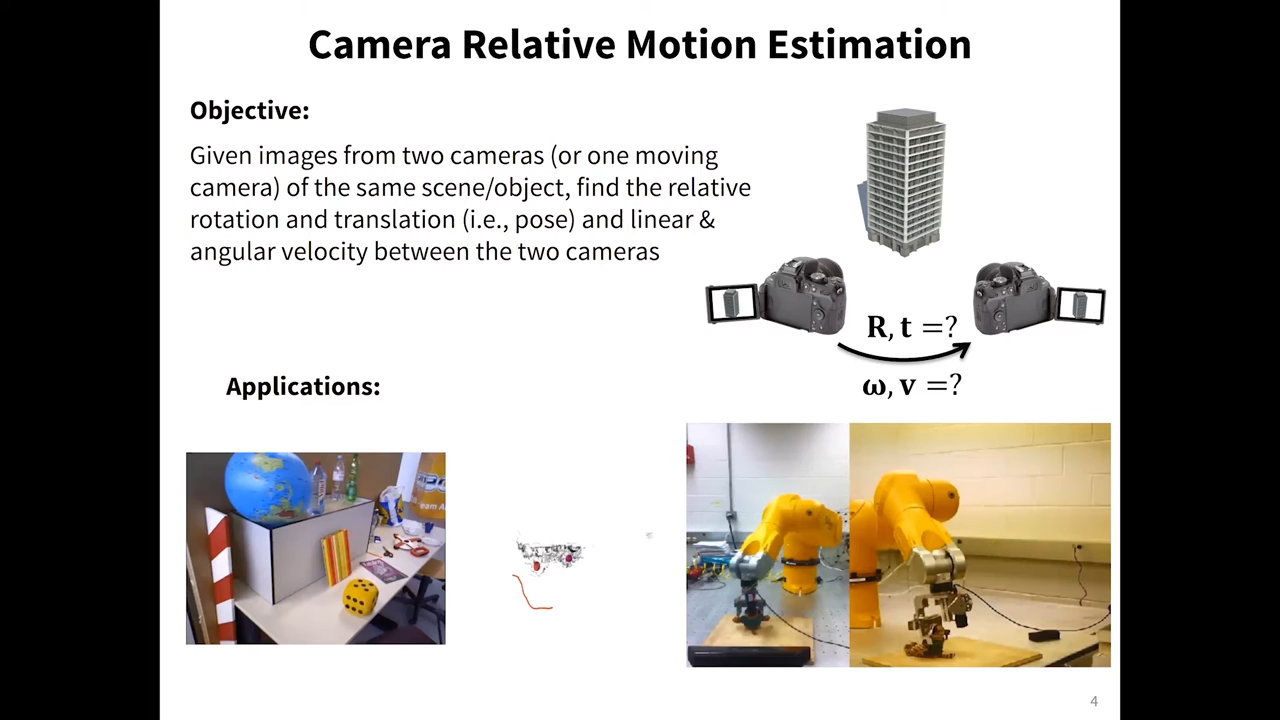 Camera Relative Motion Estimation
Objective:
Given images from two cameras (or one moving
camera) of the same scene/object, find the relative
rotation and translation (i.e., pose) and linear &
angular velocity between the two cameras
R, t =?
ω, v =?
Applications:
4